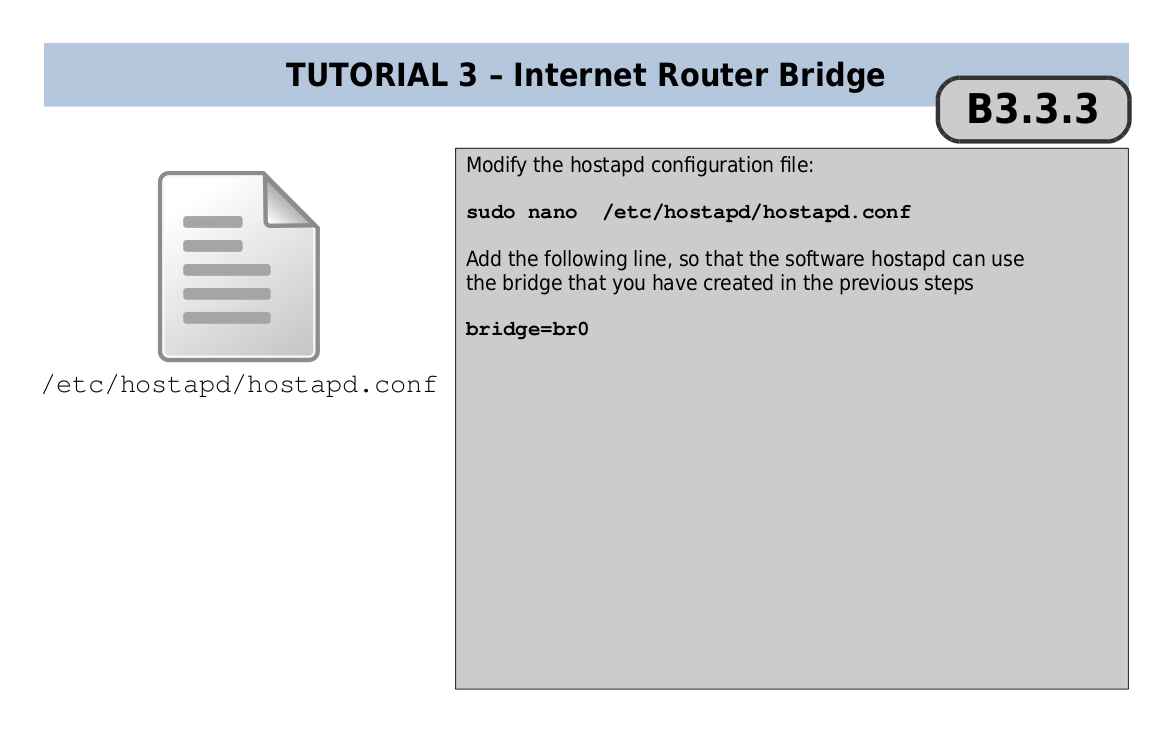 TUTORIAL 3 – Internet Router Bridge
B3.3.3
Modify the hostapd configuration file:
sudo nano  /etc/hostapd/hostapd.conf
Add the following line, so that the software hostapd can use
the bridge that you have created in the previous steps
bridge=br0
/etc/hostapd/hostapd.conf